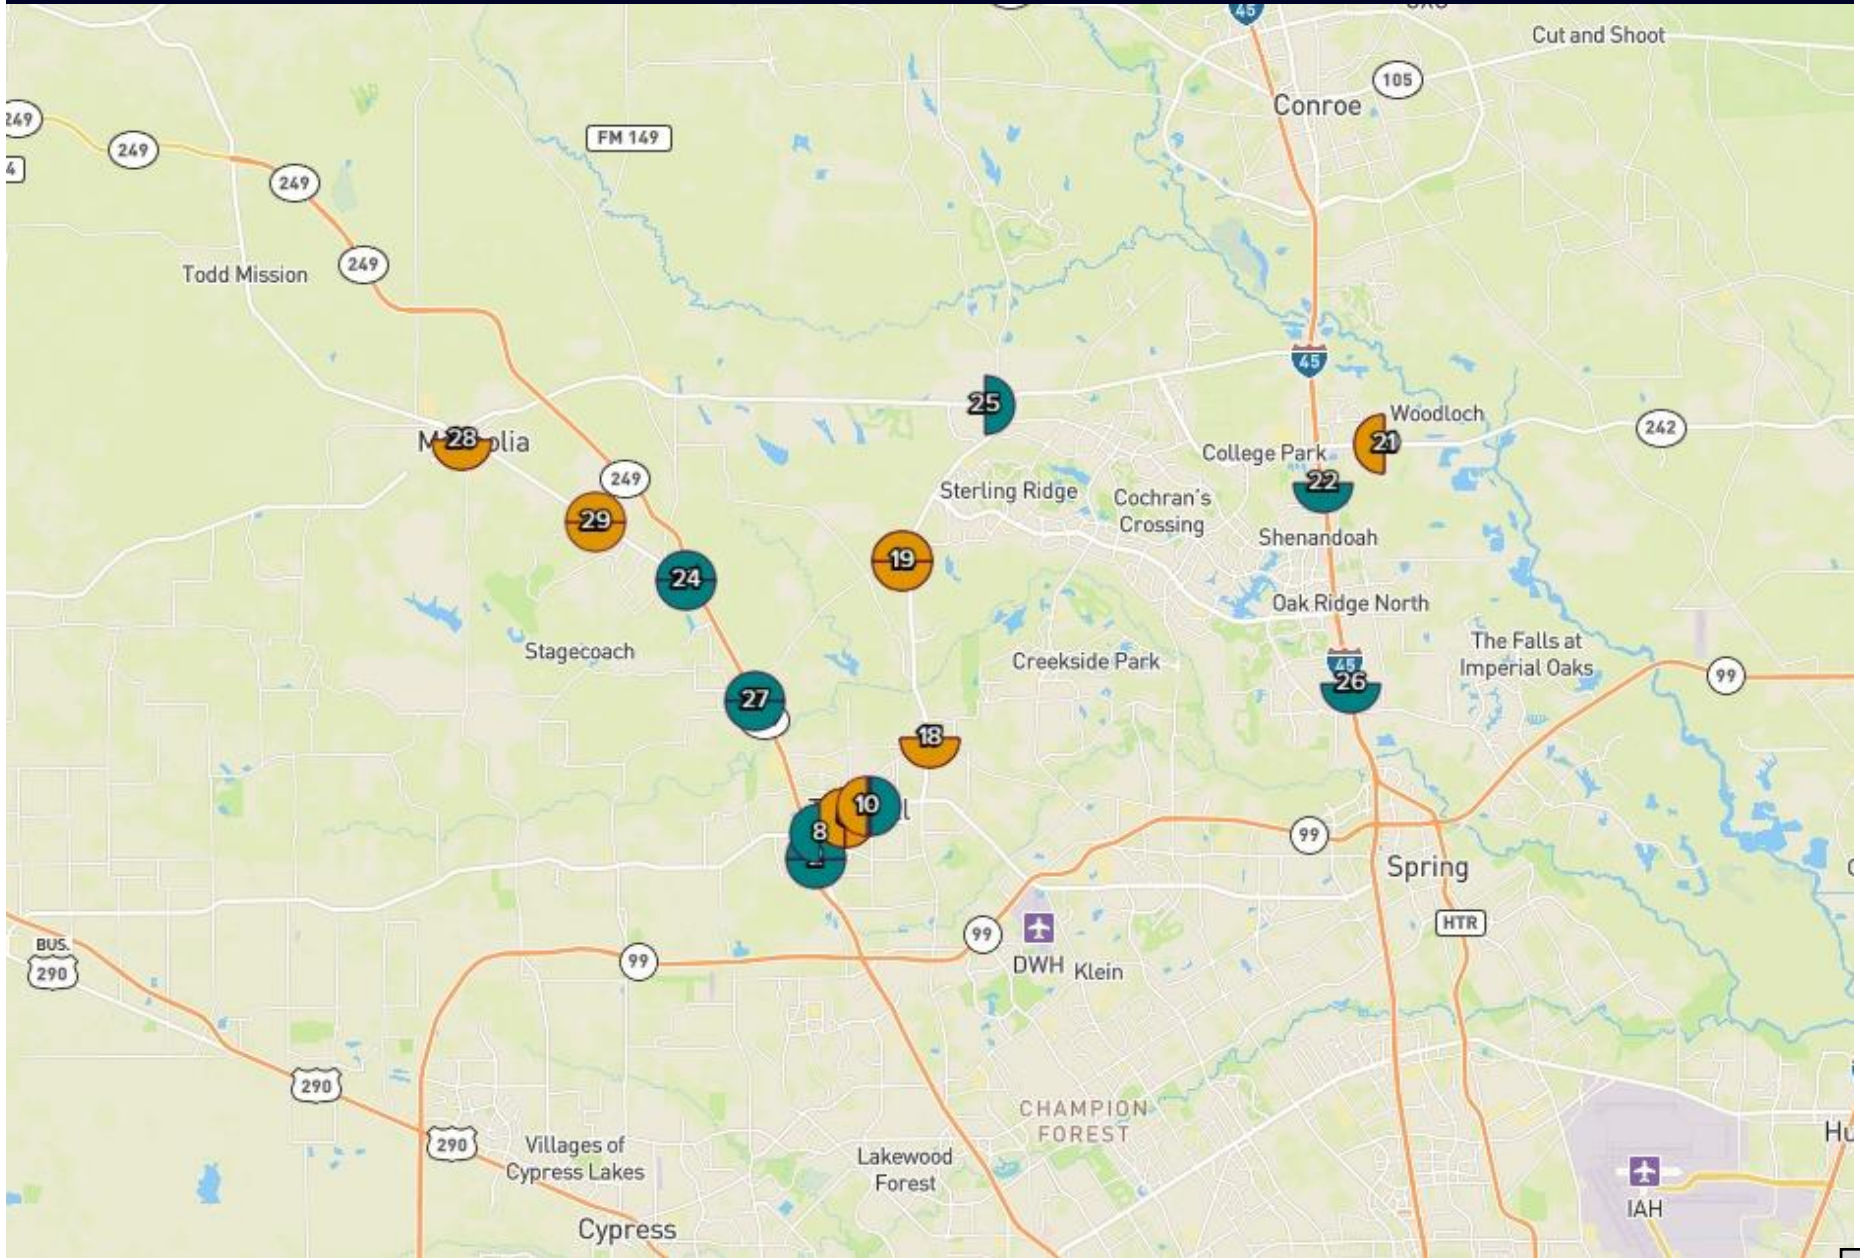 45
Cut and Shoot
105
Conroe
249
249
FM 149
4
249
249
Todd Mission
45
25
Woodloch
21
242
28
College Park
22
249
Sterling Ridge
Cochran's
Crossing
29
Shenandoah
19
24
Oak Ridge North
Stagecoach
Creekside Park
The Falls at
Imperial Oaks
45
26
99
27
18
10
8
99
Spring
HTR
99
BUS.
290
99
DWH
Klein
290
CHAMPION
FOREST
290
Villages of
Cypress Lakes
Lakewood
Forest
Cypress
IAH